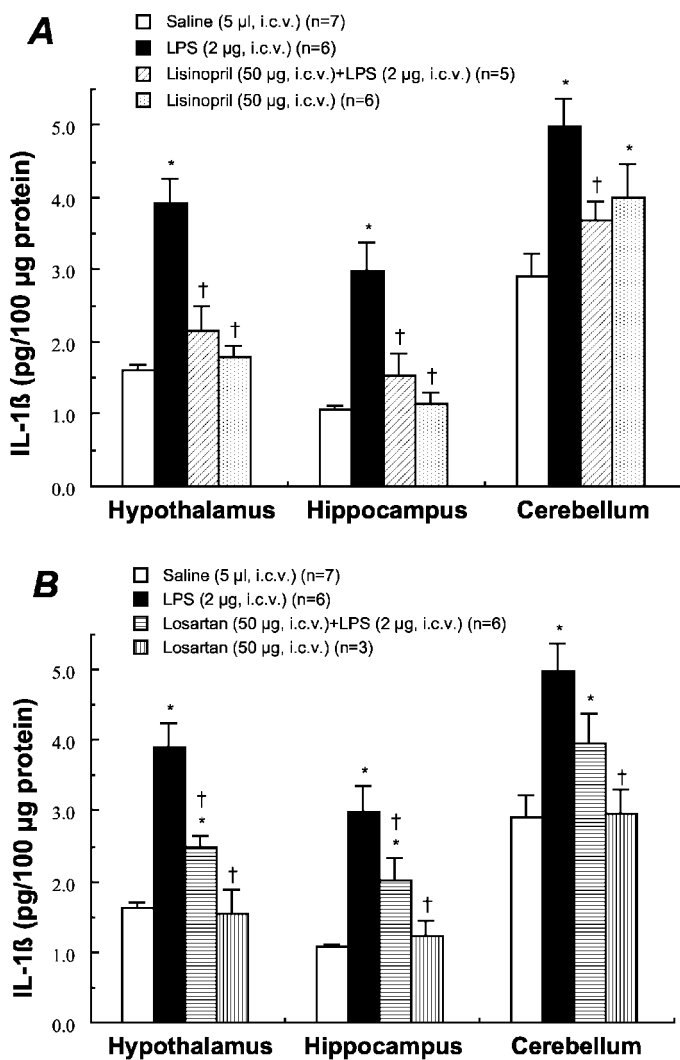 A
Saline (5 µl, i.c.v.) (n=7)
LPS (2 µg, i.c.v.) (n=6)
Lisinopril (50 µg, i.c.v.)+LPS (2 µg, i.c.v.) (n=5)
Lisinopril (50 µg, i.c.v.) (n=6)
IL-1ß (pg/100 µg protein)
5.0
4.0
3.0
2.0
1.0
0.0
*
†
†
*
†
†
*
†
*
Hypothalamus
Hippocampus
Cerebellum
B
Saline (5 µl, i.c.v.) (n=7)
LPS (2 µg, i.c.v.) (n=6)
Losartan (50 µg, i.c.v.)+LPS (2 µg, i.c.v.) (n=6)
Losartan (50 µg, i.c.v.) (n=3)
IL-1ß (pg/100 µg protein)
5.0
4.0
3.0
2.0
1.0
0.0
*
†
*
†
*
†
*
†
*
*
†
Hypothalamus
Hippocampus
Cerebellum